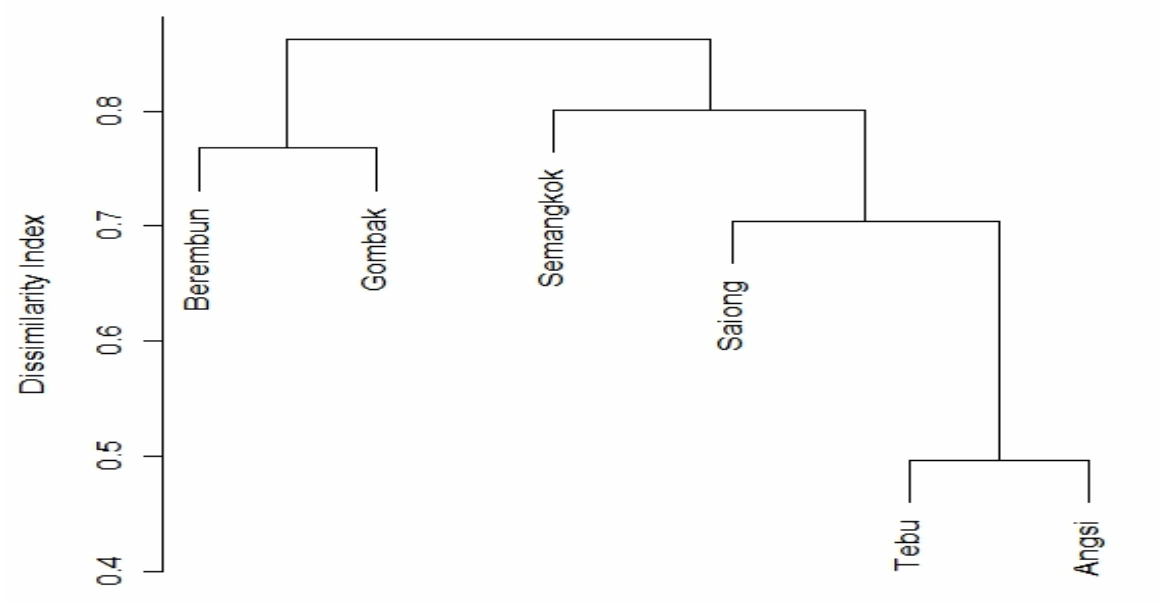 Dissimilarity Index
0.8
0.7
0.6
0.5
0.4
Berembun
Gombak
Semangkok
Saiong
Tebu
Angsi